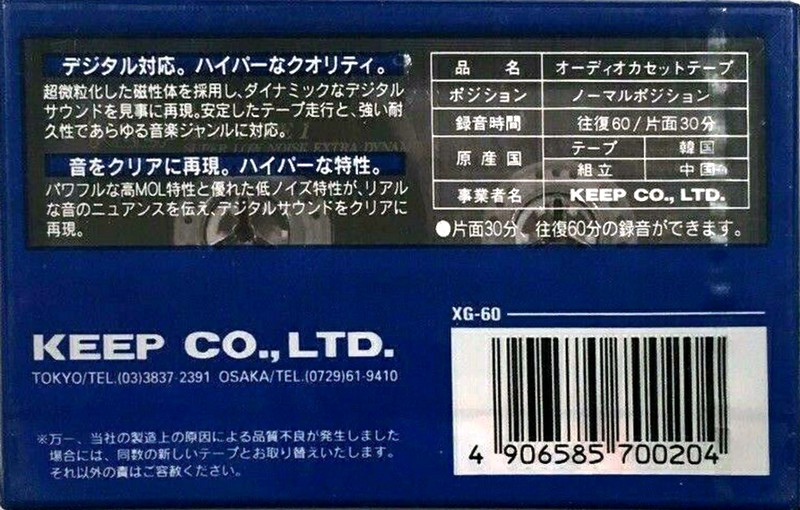 デジタル対応。ハイパーなクオリティ。
超微粒化した磁性体を採用し、ダイナミックなデジタル
サウンドを見事に再現。安定したテープ走行と、強い耐
久性であらゆる音楽ジャンルに対応。
SUPER LOW NOISE EXTRA DYNAM
音をクリアに再現。ハイパーな特性。
パワフルな高MOL特性と優れた低ノイズ特性が、リアル
な音のニュアンスを伝え、デジタルサウンドをクリアに
再現。
品 名 オーディオカセットテープ
ポジション ノーマルポジション
録音時間 往復60/片面30分
原産国 テープ 韓国
組立 中国
事業者名 KEEP CO., LTD.
●片面30分、往復60分の録音ができます。
XG-60
KEEP CO., LTD.
TOKYO/TEL.(03)3837-2391 OSAKA/TEL.(0729)61-9410
※万一、当社の製造上の原因による品質不良が発生しました
場合には、同数の新しいテープとお取り替えいたします。
それ以外の責はご容赦ください。
4 906585 700204